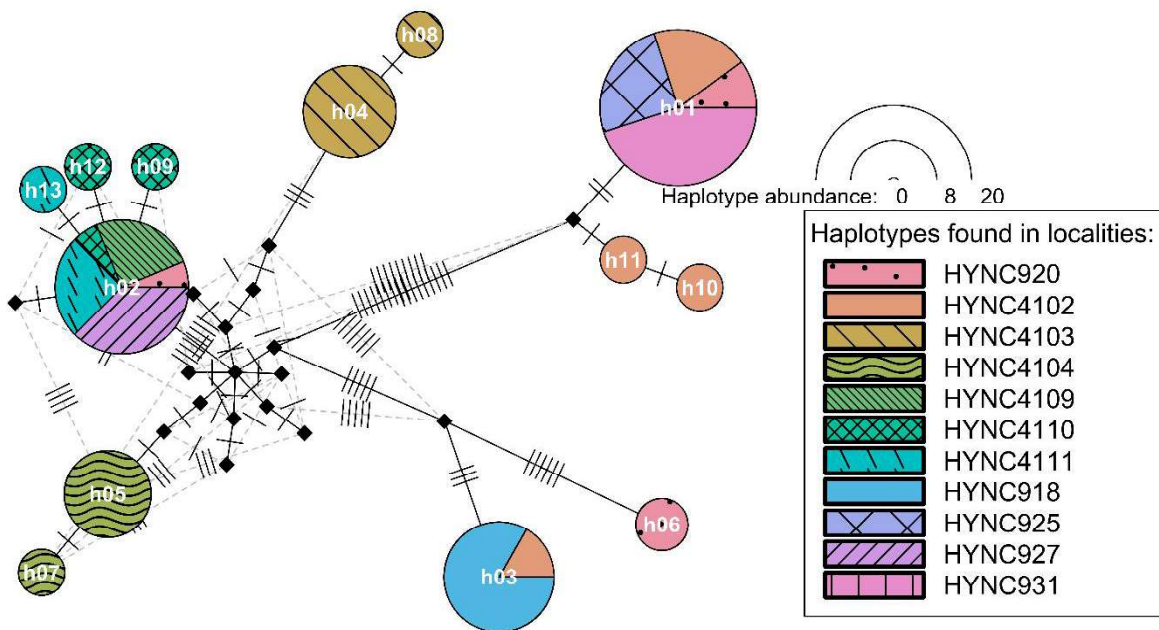 h08
h04
h01
h12
h09
h13
h02
h11
h10
h05
h07
h06
h03
Haplotype abundance: 0 8 20
Haplotypes found in localities:
HYNC920
HYNC4102
HYNC4103
HYNC4104
HYNC4109
HYNC4110
HYNC4111
HYNC918
HYNC925
HYNC927
HYNC931